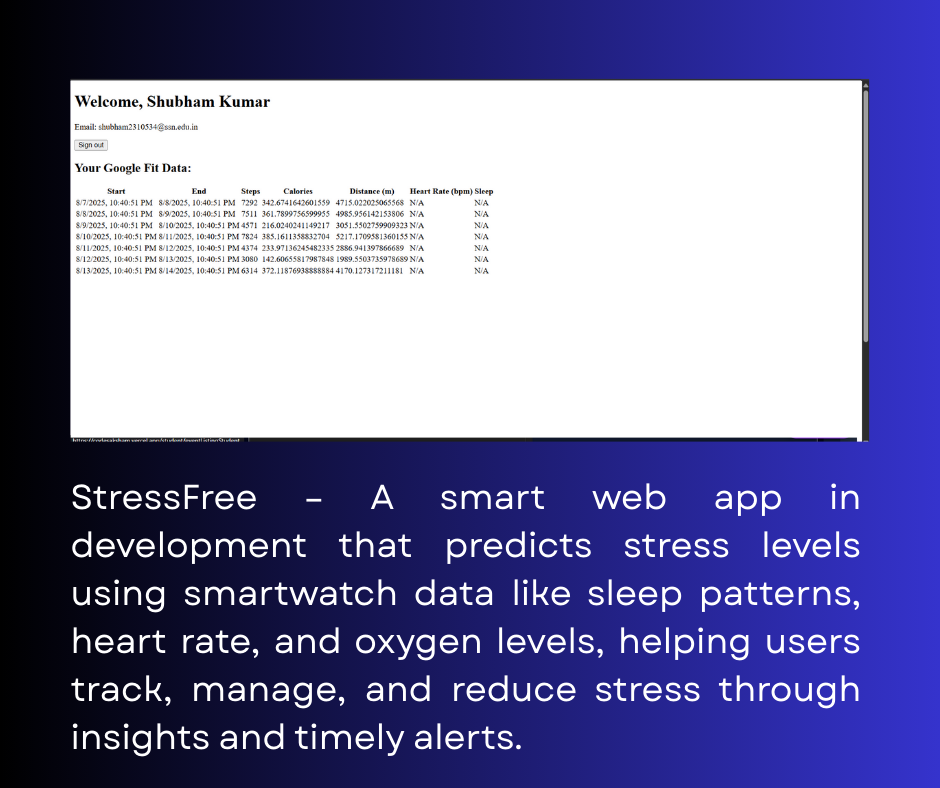 Welcome, Shubham Kumar
Email: shubham2310534@ssn.edu.in
Sign out
Your Google Fit Data:
Start End Steps Calories Distance (m) Heart Rate (bpm) Sleep
8/7/2025, 10:40:51 PM 8/8/2025, 10:40:51 PM 7292 342.6741642601559 4715.022025065568 N/A N/A
8/8/2025, 10:40:51 PM 8/9/2025, 10:40:51 PM 7511 361.7899756599955 4985.956142153806 N/A N/A
8/9/2025, 10:40:51 PM 8/10/2025, 10:40:51 PM 4571 216.0240241149217 3051.5502759909323 N/A N/A
8/10/2025, 10:40:51 PM 8/11/2025, 10:40:51 PM 7824 385.1611358832704 5217.1709581360155 N/A N/A
8/11/2025, 10:40:51 PM 8/12/2025, 10:40:51 PM 4374 233.97136245482335 2886.941397866689 N/A N/A
8/12/2025, 10:40:51 PM 8/13/2025, 10:40:51 PM 3080 142.60655817987848 1989.5503735978689 N/A N/A
8/13/2025, 10:40:51 PM 8/14/2025, 10:40:51 PM 6314 372.11876938888884 4170.127317211181 N/A N/A
StressFree – A smart web app in
development that predicts stress levels
using smartwatch data like sleep patterns,
heart rate, and oxygen levels, helping users
track, manage, and reduce stress through
insights and timely alerts.